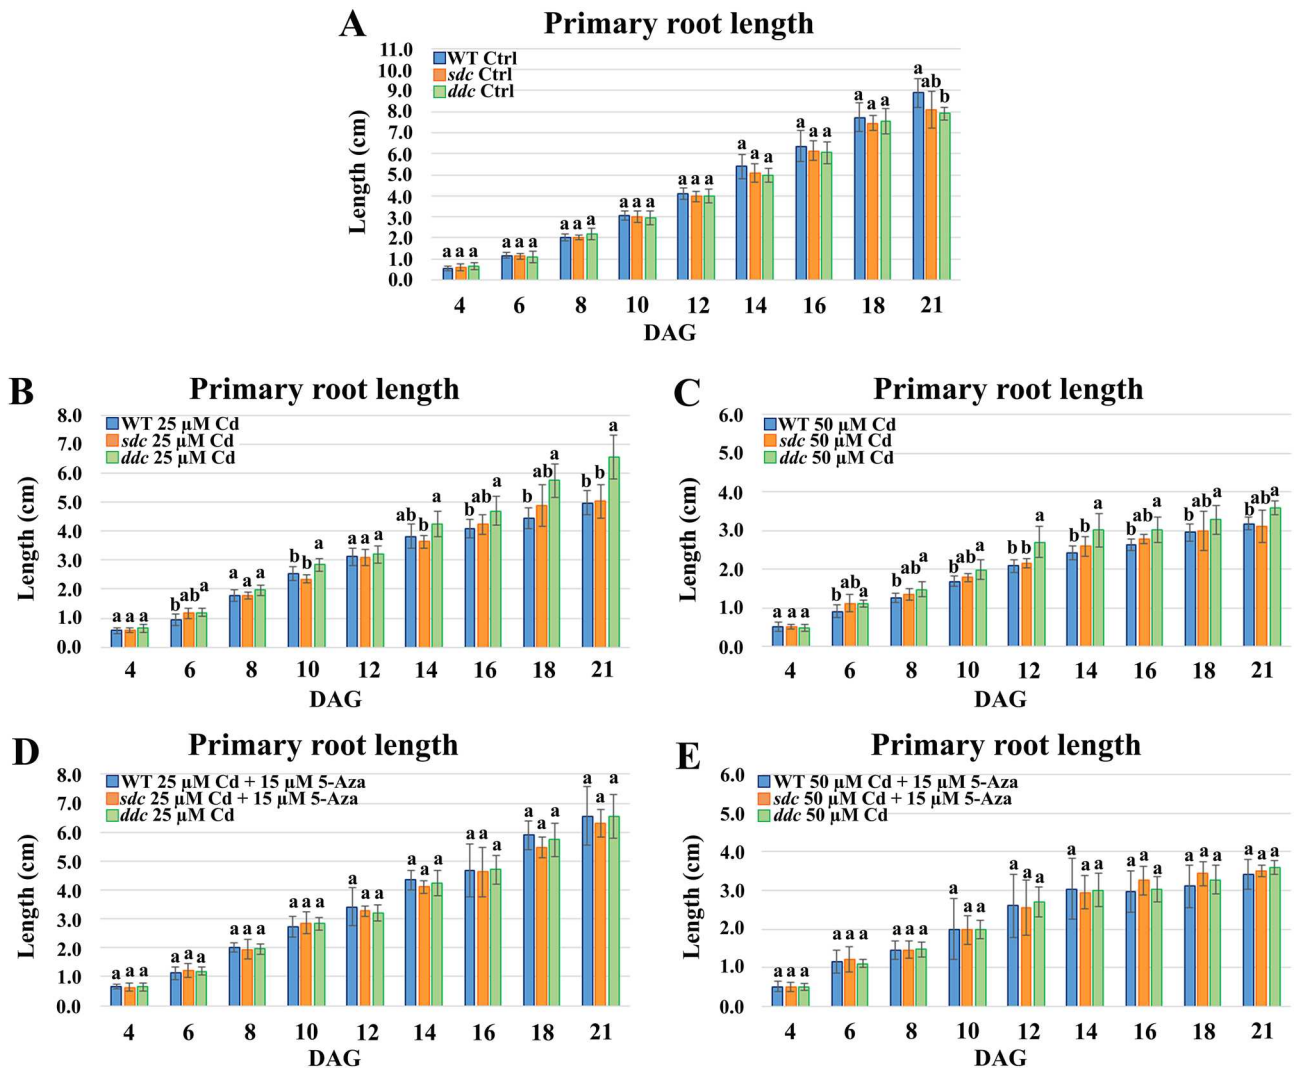 A
Primary root length
WT Ctrl
sdc Ctrl
ddc Ctrl
Length (cm)
11.0
10.0
9.0
8.0
7.0
6.0
5.0
4.0
3.0
2.0
1.0
0.0
a a a
a a a
a a a
a a a
a a a
a a a
a a a
a a a
a ab b
4 6 8 10 12 14 16 18 21
DAG
B
Primary root length
WT 25 µM Cd
sdc 25 µM Cd
ddc 25 µM Cd
Length (cm)
8.0
7.0
6.0
5.0
4.0
3.0
2.0
1.0
0.0
a a a
b ab a
a a a
b b a
a a a
ab b a
b ab a
b ab a
b b a
4 6 8 10 12 14 16 18 21
DAG
C
Primary root length
WT 50 µM Cd
sdc 50 µM Cd
ddc 50 µM Cd
Length (cm)
6.0
5.0
4.0
3.0
2.0
1.0
0.0
a a a
b ab a
b ab a
b ab a
b b a
b b a
b ab a
b ab a
b ab a
4 6 8 10 12 14 16 18 21
DAG
D
Primary root length
WT 25 µM Cd + 15 µM 5-Aza
sdc 25 µM Cd + 15 µM 5-Aza
ddc 25 µM Cd
Length (cm)
8.0
7.0
6.0
5.0
4.0
3.0
2.0
1.0
0.0
a a a
a a a
a a a
a a a
a a a
a a a
a a a
a a a
a a a
4 6 8 10 12 14 16 18 21
DAG
E
Primary root length
WT 50 µM Cd + 15 µM 5-Aza
sdc 50 µM Cd + 15 µM 5-Aza
ddc 50 µM Cd
Length (cm)
6.0
5.0
4.0
3.0
2.0
1.0
0.0
a a a
a a a
a a a
a a a
a a a
a a a
a a a
a a a
a a a
4 6 8 10 12 14 16 18 21
DAG